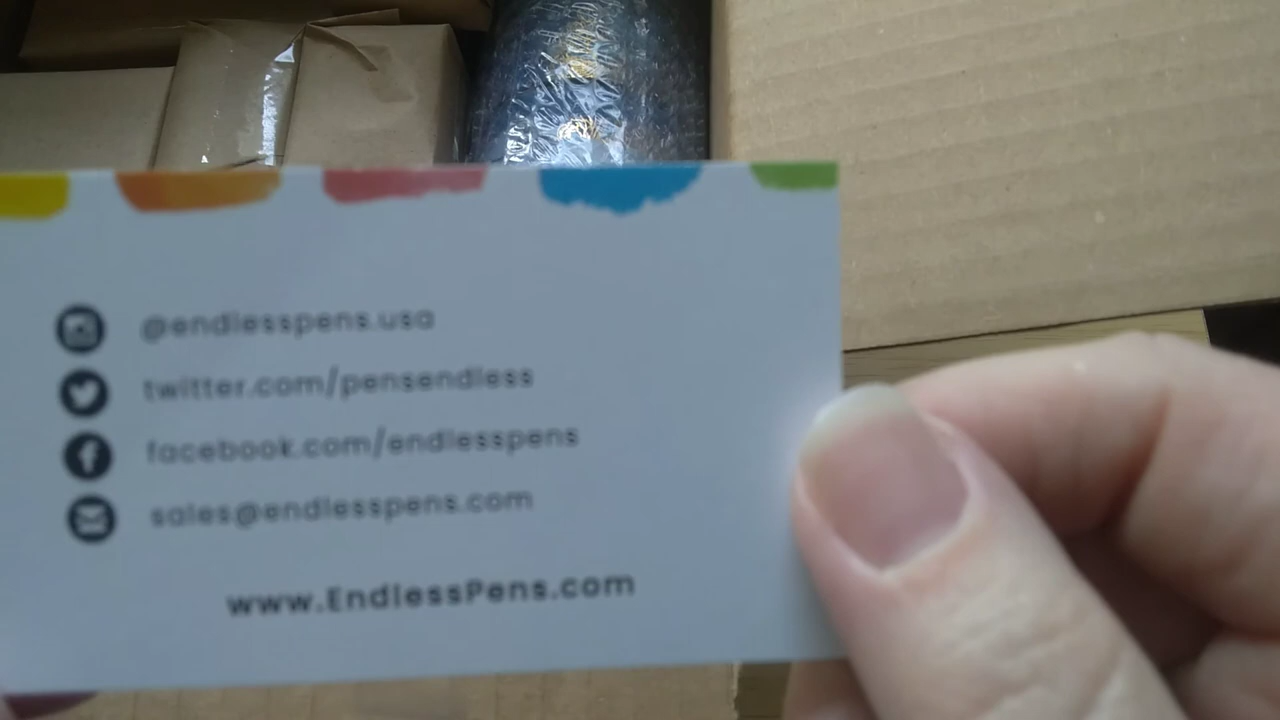 @endlesspens.usa
twitter.com/pensendless
facebook.com/endlesspens
sales@endlesspens.com
www.EndlessPens.com